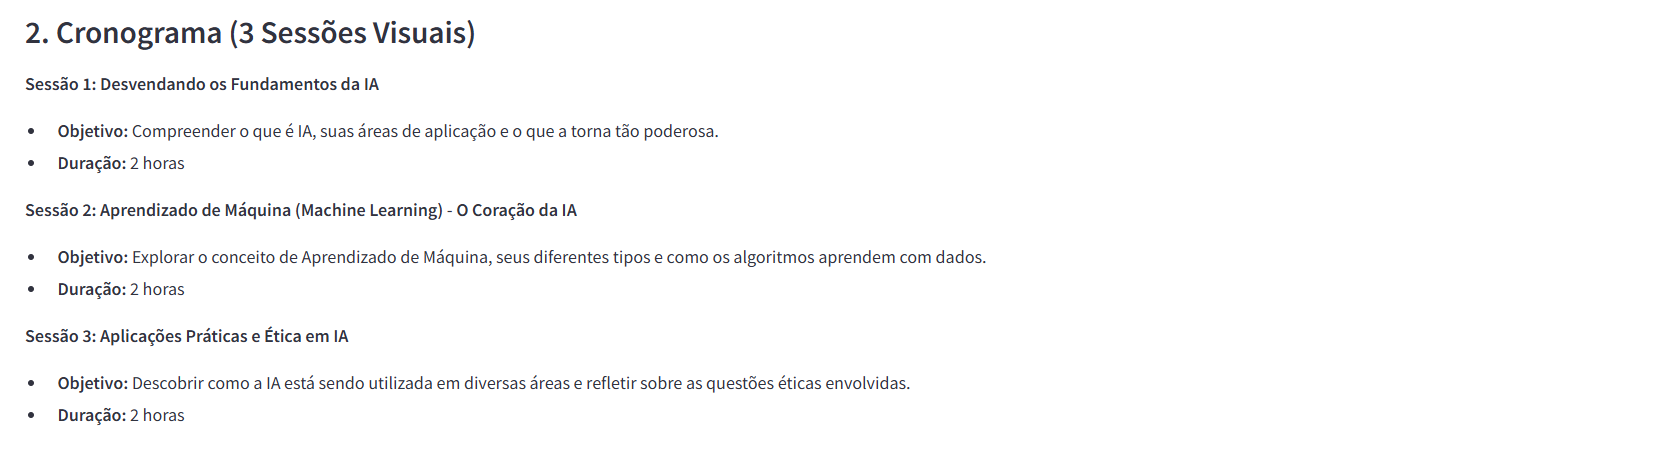 2. Cronograma (3 Sessões Visuais)
Sessão 1: Desvendando os Fundamentos da IA
• Objetivo: Compreender o que é IA, suas áreas de aplicação e o que a torna tão poderosa.
• Duração: 2 horas
Sessão 2: Aprendizado de Máquina (Machine Learning) - O Coração da IA
• Objetivo: Explorar o conceito de Aprendizado de Máquina, seus diferentes tipos e como os algoritmos aprendem com dados.
• Duração: 2 horas
Sessão 3: Aplicações Práticas e Ética em IA
• Objetivo: Descobrir como a IA está sendo utilizada em diversas áreas e refletir sobre as questões éticas envolvidas.
• Duração: 2 horas